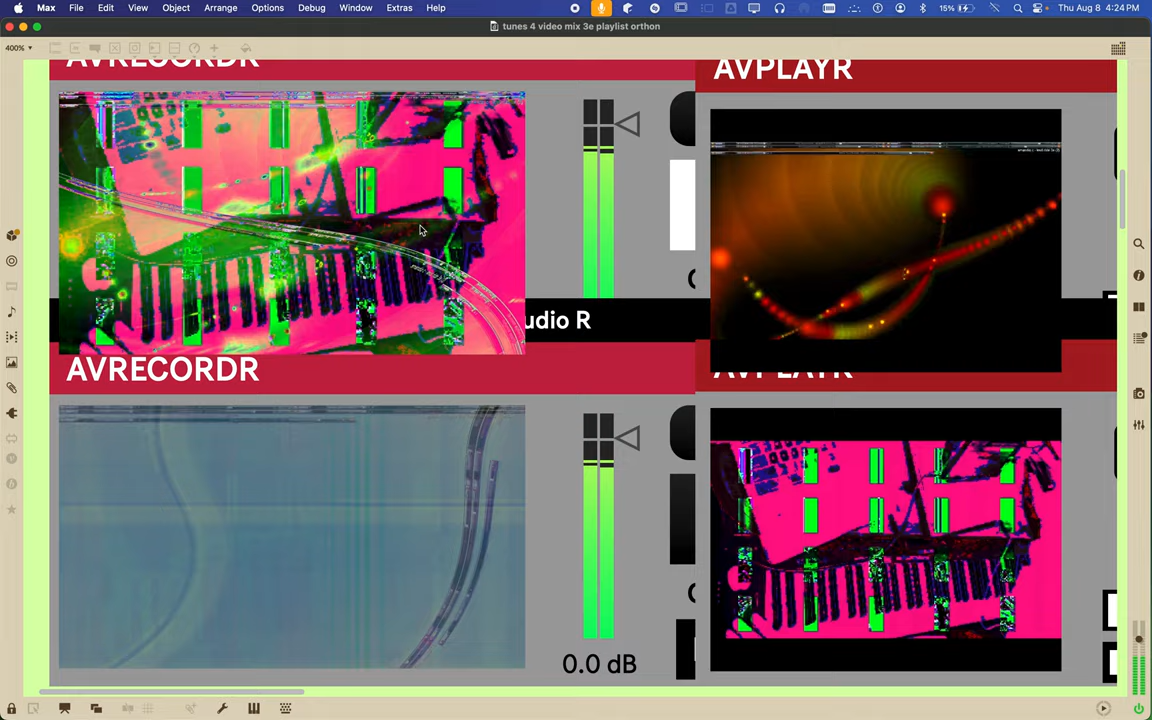 Max File Edit View Object Arrange Options Debug Window Extras Help 15% Thu Aug 8 4:24 PM
tunes 4 video mix 3e playlist orthon
400%
AVRECORDR
AVPLAYR
udio R
AVRECORDR
AVPLAYR
0.0 dB